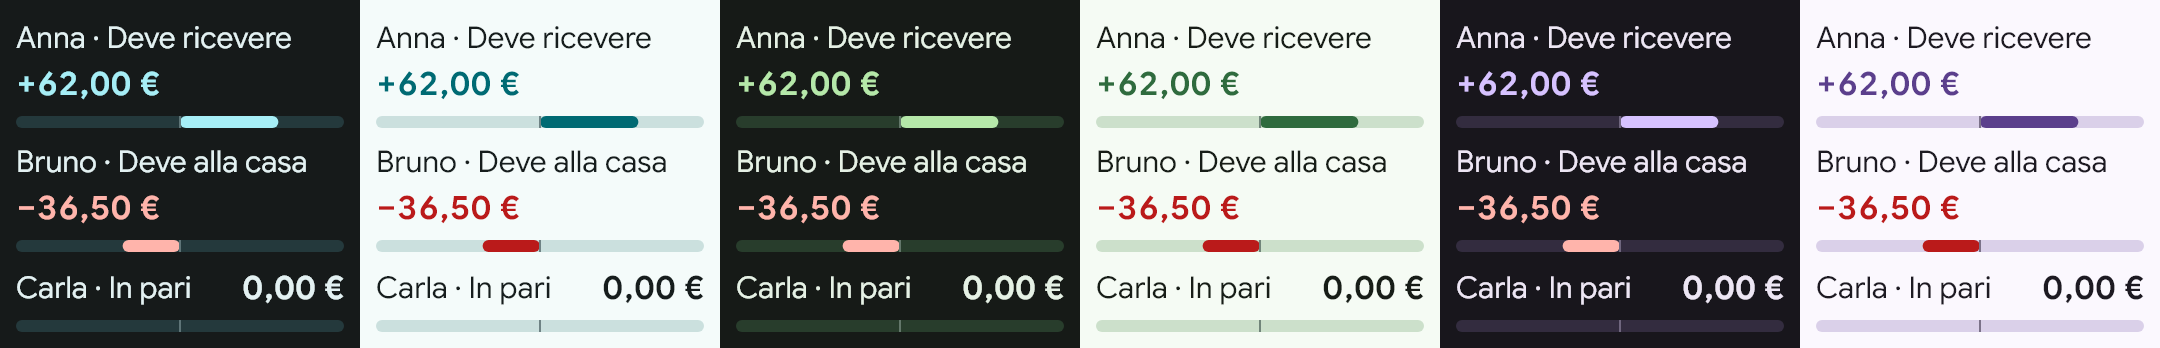 Anna · Deve ricevere
+62,00 €
Bruno · Deve alla casa
−36,50 €
Carla · In pari 0,00 €
Anna · Deve ricevere
+62,00 €
Bruno · Deve alla casa
−36,50 €
Carla · In pari 0,00 €
Anna · Deve ricevere
+62,00 €
Bruno · Deve alla casa
−36,50 €
Carla · In pari 0,00 €
Anna · Deve ricevere
+62,00 €
Bruno · Deve alla casa
−36,50 €
Carla · In pari 0,00 €
Anna · Deve ricevere
+62,00 €
Bruno · Deve alla casa
−36,50 €
Carla · In pari 0,00 €
Anna · Deve ricevere
+62,00 €
Bruno · Deve alla casa
−36,50 €
Carla · In pari 0,00 €